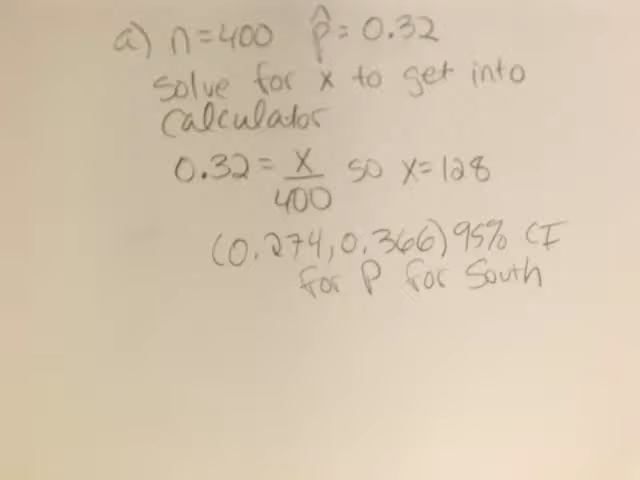 a) n=400 p̂=0.32
solve for x to get into
calculator
0.32=x/400 so x=128
(0.274,0.366)95% CI
for P for South